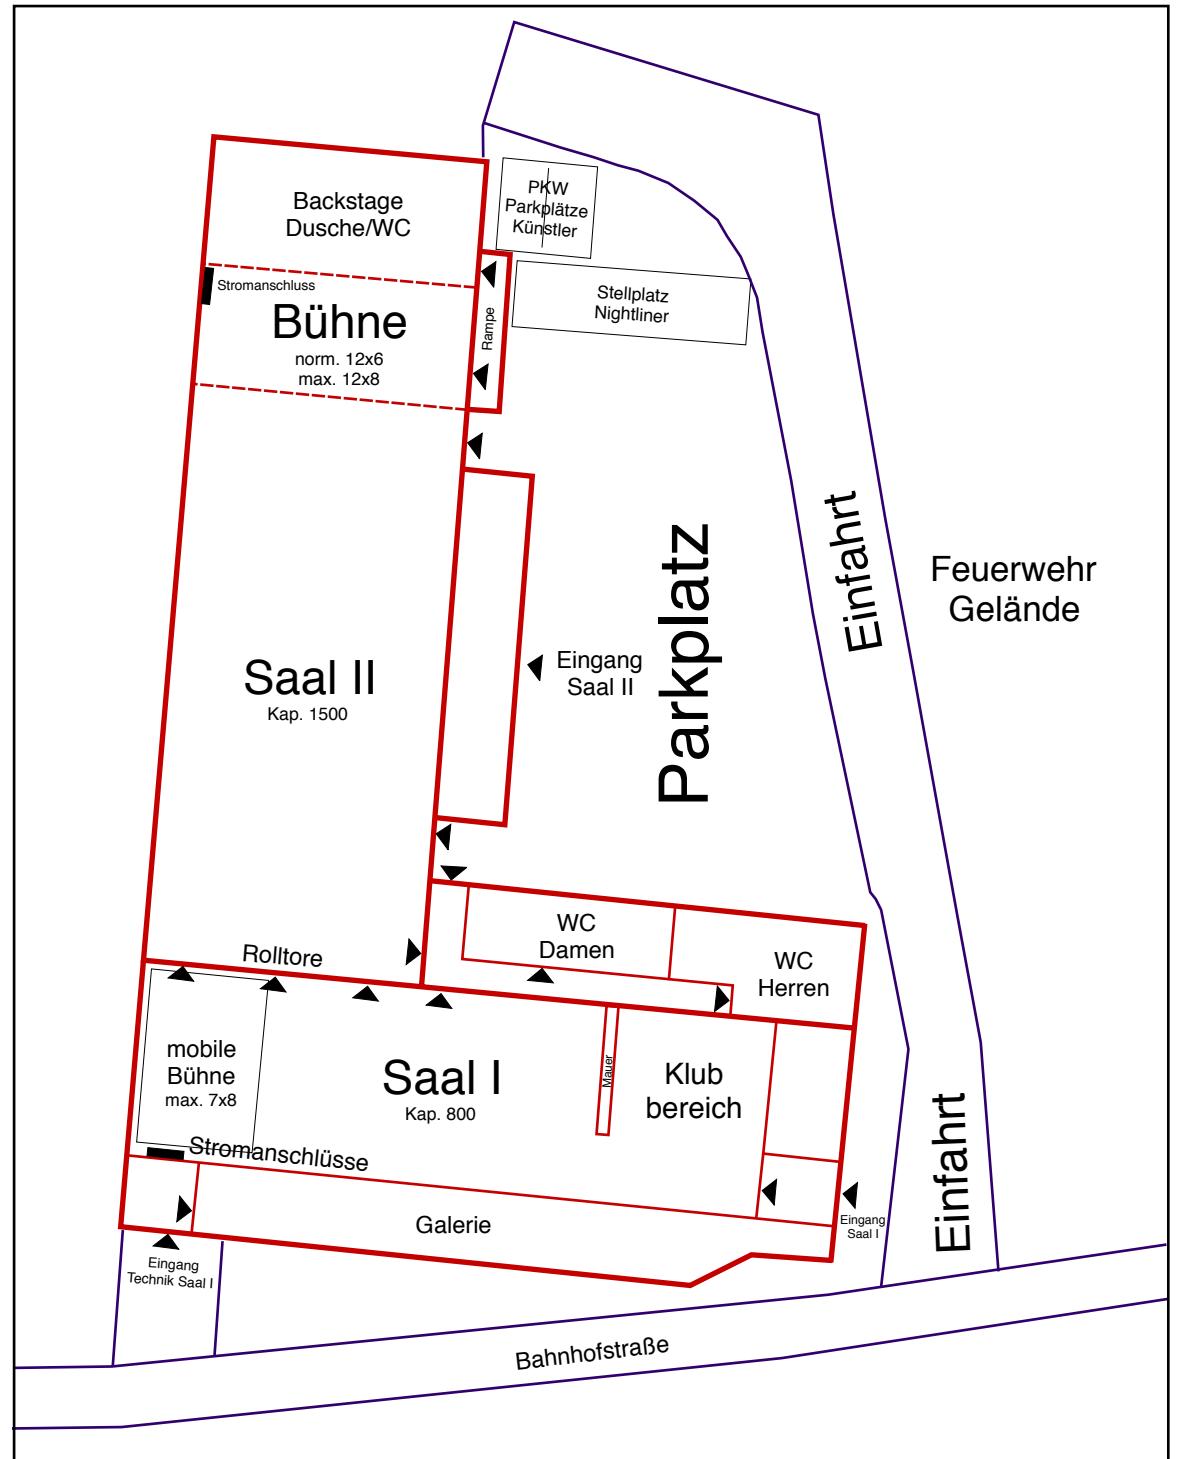 Backstage
Dusche/WC
PKW
Parkplätze
Künstler
Stromanschluss
Bühne
norm. 12x6
max. 12x8
Rampe
Stellplatz
Nightliner
Einfahrt
Feuerwehr
Gelände
Parkplatz
Eingang
Saal II
Saal II
Kap. 1500
WC
Damen
WC
Herren
Rolltore
mobile
Bühne
max. 7x8
Saal I
Kap. 800
Mauer
Klub
bereich
Stromanschlüsse
Galerie
Eingang
Saal I
Einfahrt
Eingang
Technik Saal I
Bahnhofstraße